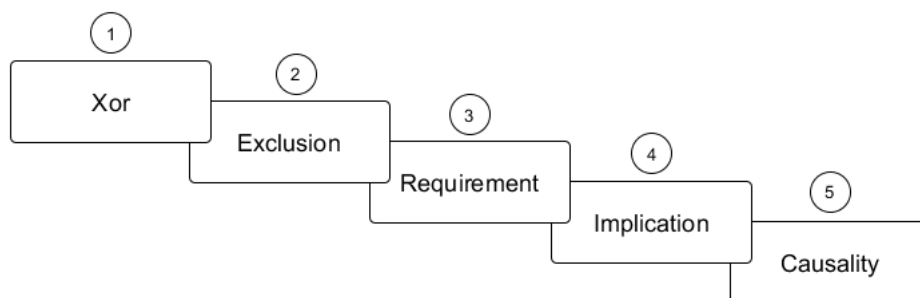 1
Xor
2
Exclusion
3
Requirement
4
Implication
5
Causality